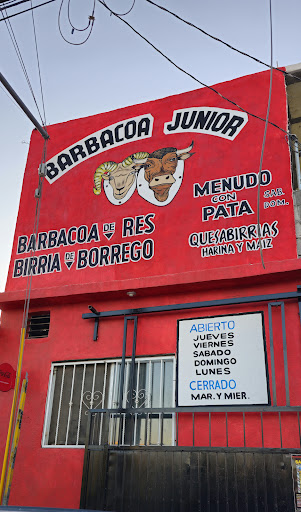 BARBACOA JUNIOR
BARBACOA DE RES
BIRRIA DE BORREGO
MENUDO
CON
PATA
SAB.
DOM.
QUESABIRRIAS
HARINA Y MAIZ
ABIERTO
JUEVES
VIERNES
SABADO
DOMINGO
LUNES
CERRADO
MAR. Y MIER.